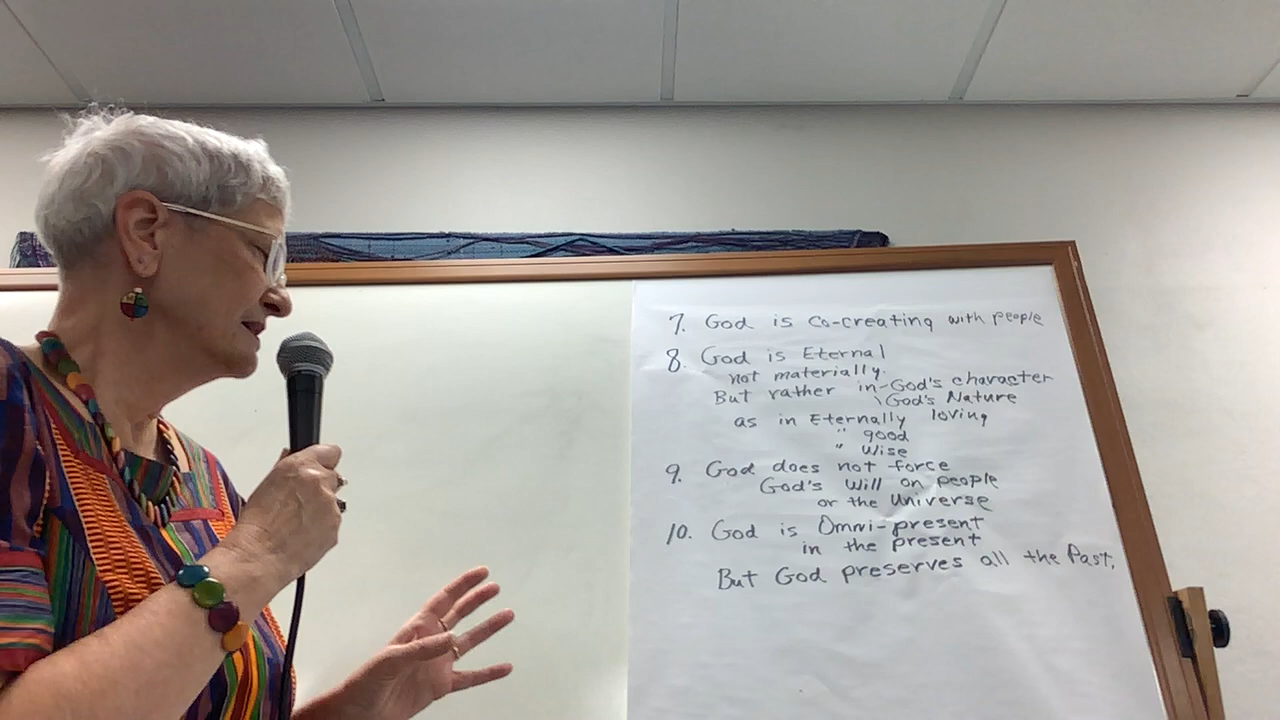 7. God is Co-creating with people
8. God is Eternal
not materially.
But rather in God's character
God's Nature
as in Eternally loving
" good
" Wise
9. God does not force
God's Will on people
or the Universe
10. God is Omni-present
in the present
But God preserves all the Past.